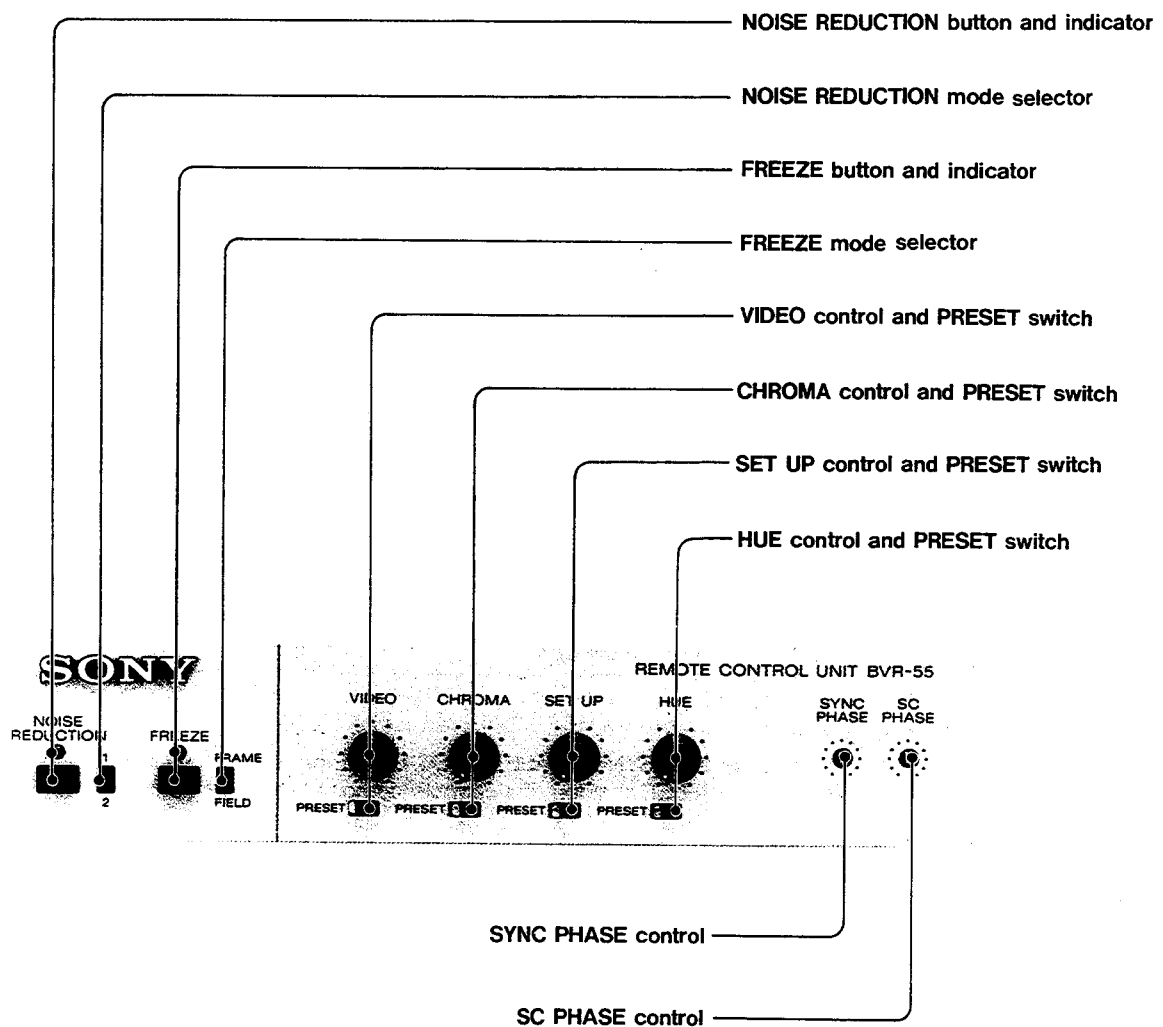 NOISE REDUCTION button and indicator
NOISE REDUCTION mode selector
FREEZE button and indicator
FREEZE mode selector
VIDEO control and PRESET switch
CHROMA control and PRESET switch
SET UP control and PRESET switch
HUE control and PRESET switch
SONY
REMOTE CONTROL UNIT BVR-55
NOISE
REDUCTION
1
2
FREEZE
FRAME
FIELD
VIDEO
CHROMA
SET UP
HUE
PRESET
PRESET
PRESET
PRESET
SYNC
PHASE
SC
PHASE
SYNC PHASE control
SC PHASE control